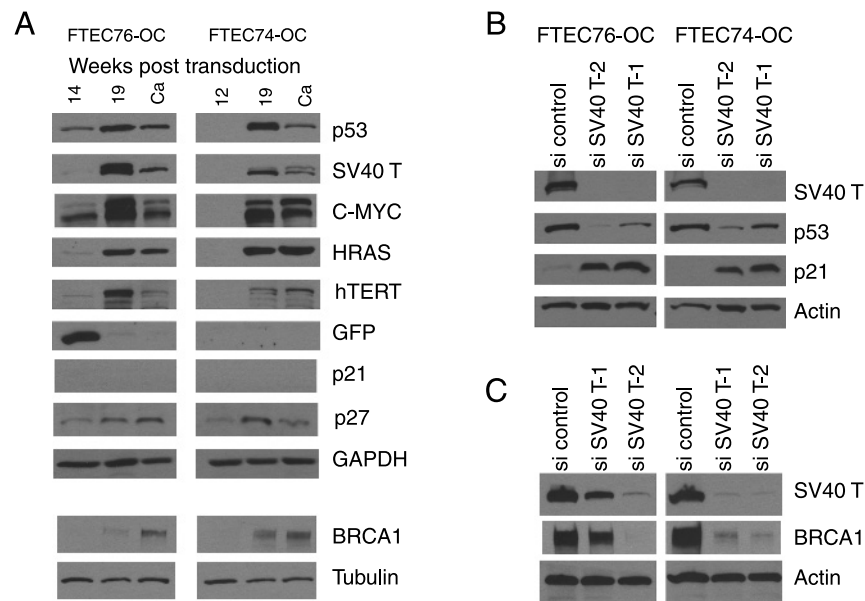 A
FTEC76-OC FTEC74-OC
Weeks post transduction
14 19 Ca 12 19 Ca
p53
SV40 T
C-MYC
HRAS
hTERT
GFP
p21
p27
GAPDH
BRCA1
Tubulin
B
FTEC76-OC FTEC74-OC
si control si SV40 T-2 si SV40 T-1 si control si SV40 T-2 si SV40 T-1
SV40 T
p53
p21
Actin
C
si control si SV40 T-1 si SV40 T-2 si control si SV40 T-1 si SV40 T-2
SV40 T
BRCA1
Actin